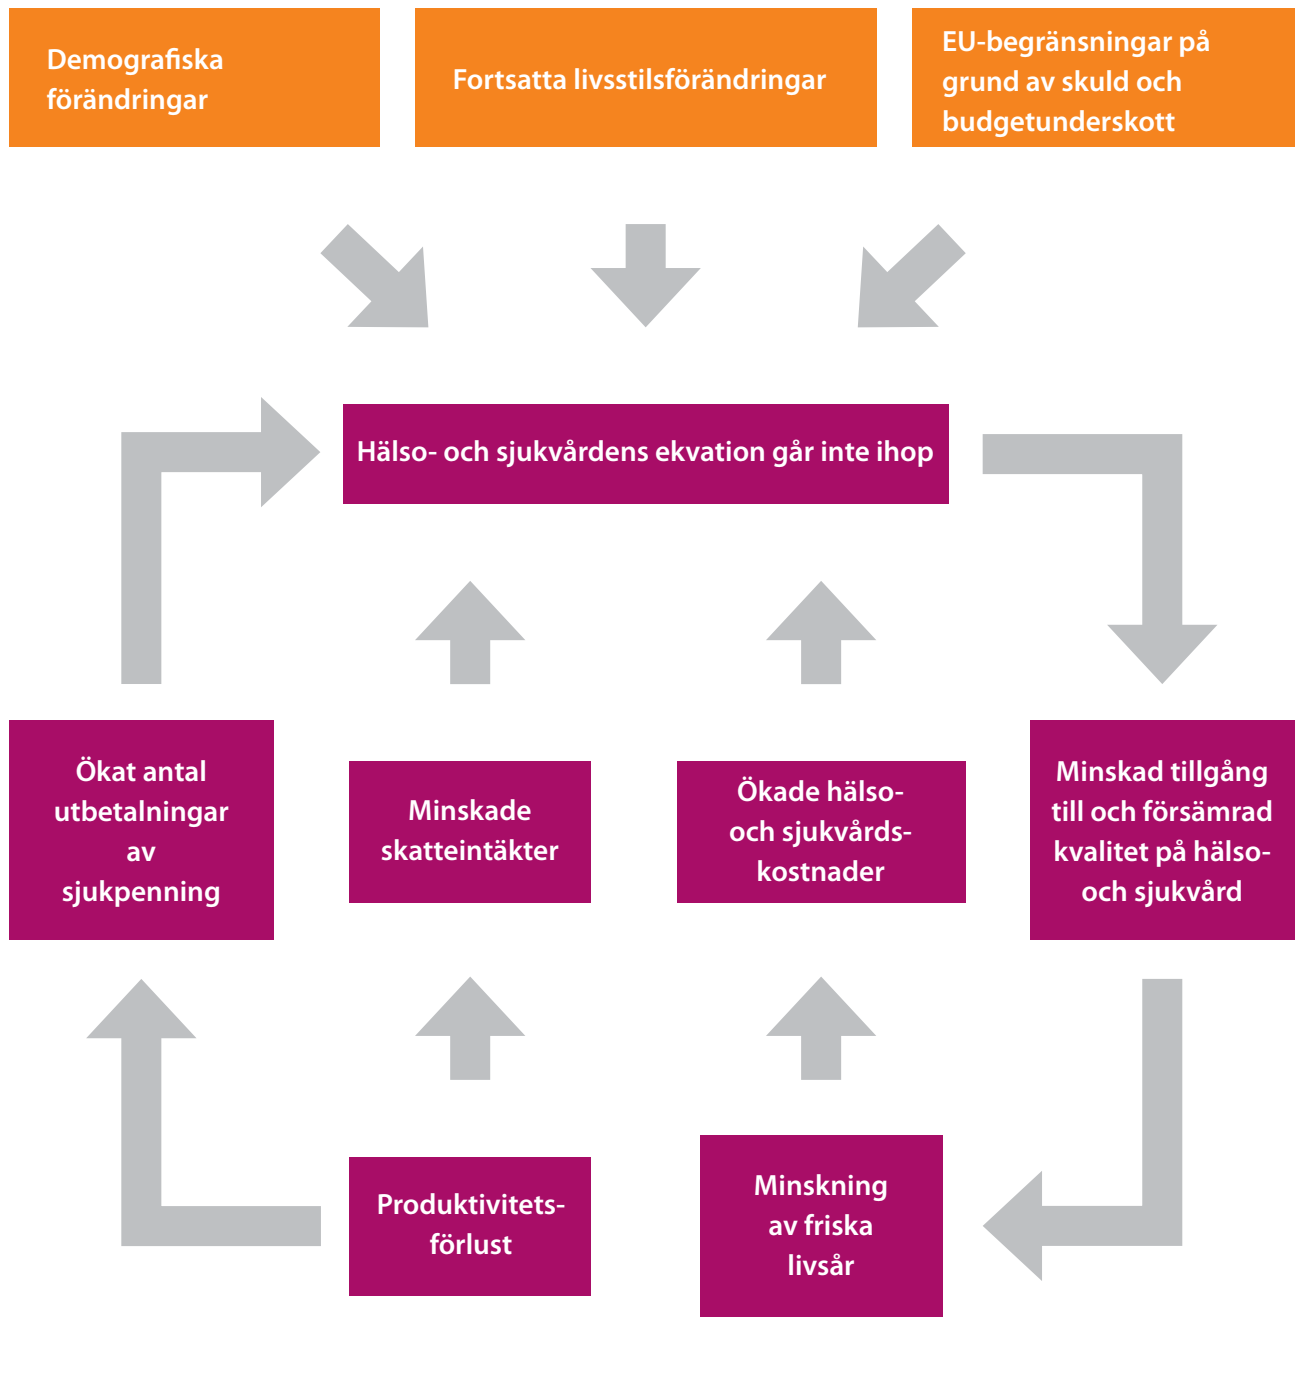 Demografiska
förändringar
Fortsatta livsstilsförändringar
EU-begränsningar på
grund av skuld och
budgetunderskott
Hälso- och sjukvårdens ekvation går inte ihop
Ökat antal
utbetalningar
av
sjukpenning
Minskade
skatteintäkter
Ökade hälso-
och sjukvårds-
kostnader
Minskad tillgång
till och försämrad
kvalitet på hälso-
och sjukvård
Produktivitets-
förlust
Minskning
av friska
livsår